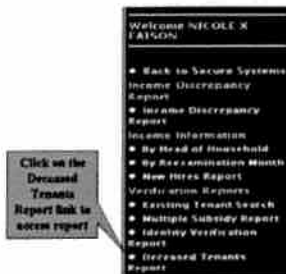 Welcome NICOLE X
FAISON
Back to Secure Systems
Income Discrepancy
Report
Income Discrepancy
Report
Income Information
By Head of Household
By Reexamination Month
New Hires Report
Verification Reports
Existing Tenant Search
Multiple Subsidy Report
Identity Verification
Report
Deceased Tenants
Report
Click on the
Deceased
Tenants
Report link to
access report